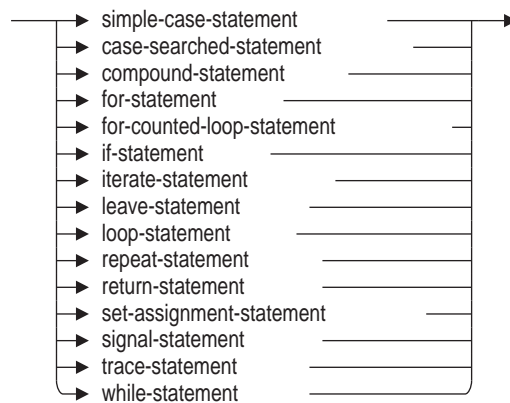 simple-case-statement
case-searched-statement
compound-statement
for-statement
for-counted-loop-statement
if-statement
iterate-statement
leave-statement
loop-statement
repeat-statement
return-statement
set-assignment-statement
signal-statement
trace-statement
while-statement